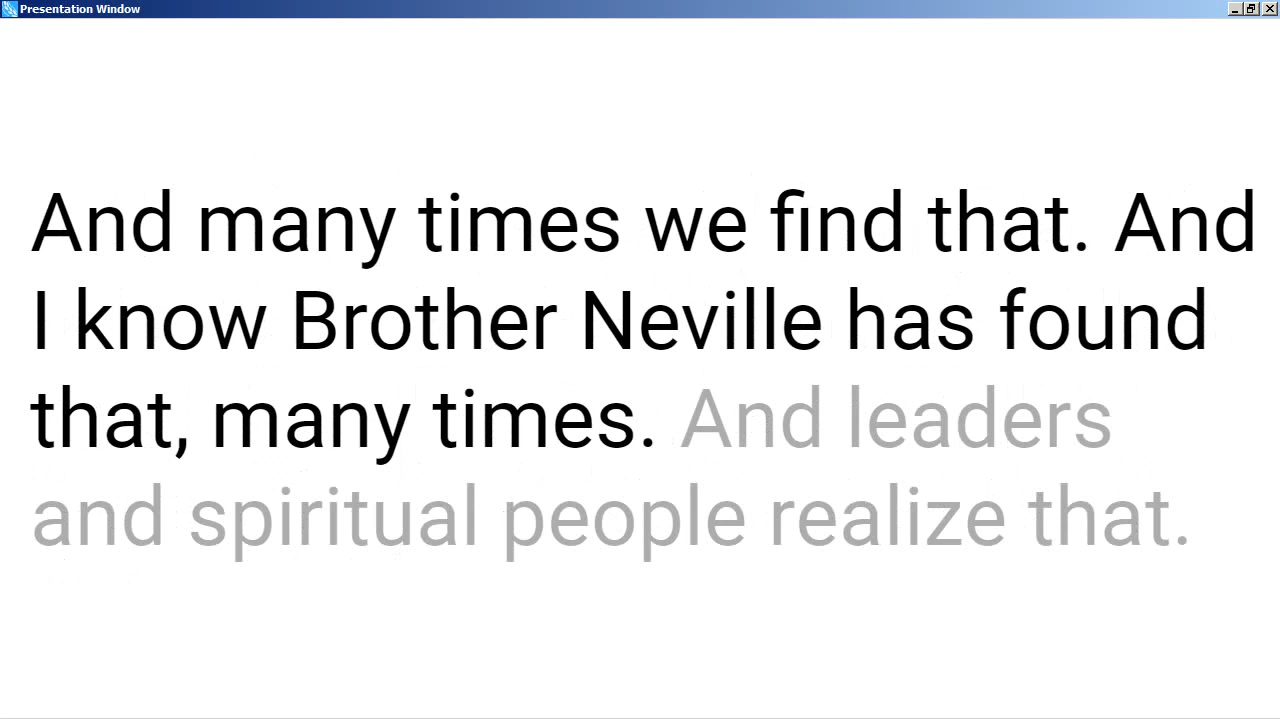 Presentation Window
And many times we find that. And
I know Brother Neville has found
that, many times. And leaders
and spiritual people realize that.